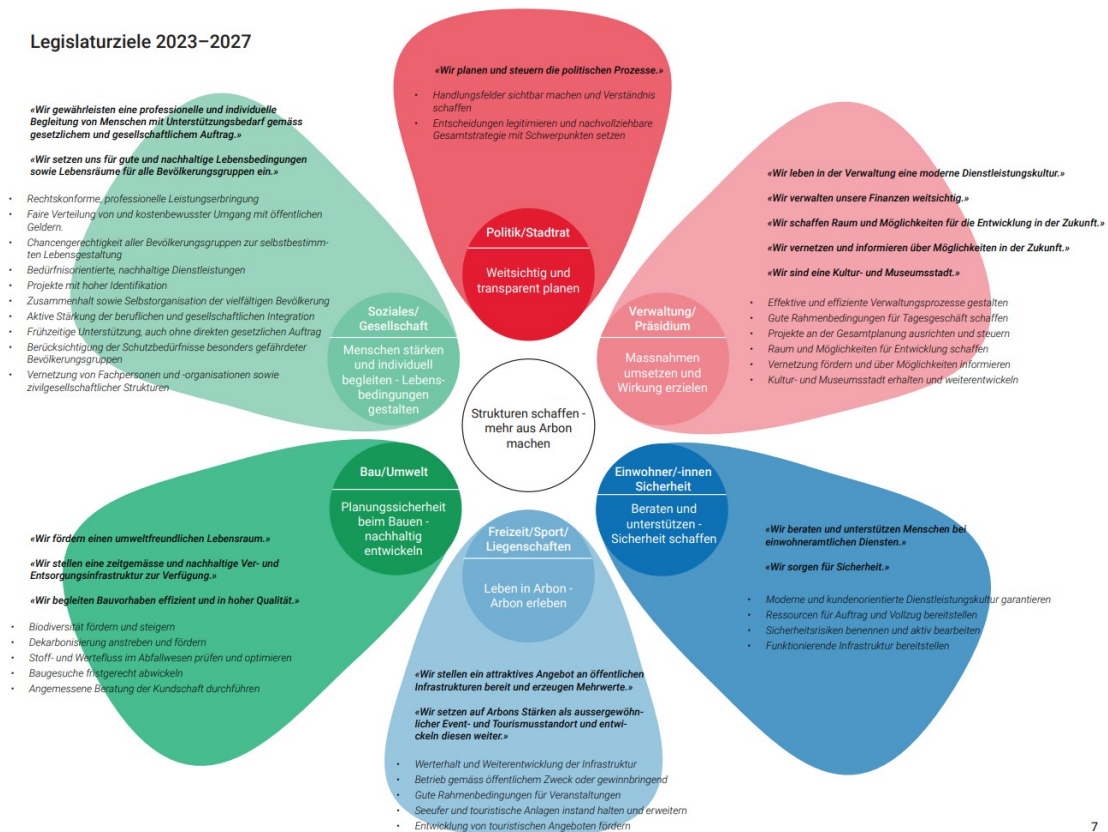 Legislaturziele 2023–2027
«Wir planen und steuern die politischen Prozesse.»
• Handlungsfelder sichtbar machen und Verständnis
schaffen
• Entscheidungen legitimieren und nachvollziehbare
Gesamtstrategie mit Schwerpunkten setzen
Politik/Stadtrat
Weitsichtig und
transparent planen
«Wir gewährleisten eine professionelle und individuelle
Begleitung von Menschen mit Unterstützungsbedarf gemäss
gesetzlichem und gesellschaftlichem Auftrag.»
«Wir setzen uns für gute und nachhaltige Lebensbedingungen
sowie Lebensräume für alle Bevölkerungsgruppen ein.»
• Rechtskonforme, professionelle Leistungserbringung
• Faire Verteilung von und kostenbewusster Umgang mit öffentlichen
Geldern.
• Chancengerechtigkeit aller Bevölkerungsgruppen zur selbstbestimm-
ten Lebensgestaltung
• Bedürfnisorientierte, nachhaltige Dienstleistungen
• Projekte mit hoher Identifikation
• Zusammenhalt sowie Selbstorganisation der vielfältigen Bevölkerung
• Aktive Stärkung der beruflichen und gesellschaftlichen Integration
• Frühzeitige Unterstützung, auch ohne direkten gesetzlichen Auftrag
• Berücksichtigung der Schutzbedürfnisse besonders gefährdeter
Bevölkerungsgruppen
• Vernetzung von Fachpersonen und -organisationen sowie
zivilgesellschaftlicher Strukturen
Soziales/
Gesellschaft
Menschen stärken
und individuell
begleiten - Lebens-
bedingungen
gestalten
«Wir leben in der Verwaltung eine moderne Dienstleistungskultur.»
«Wir verwalten unsere Finanzen weitsichtig.»
«Wir schaffen Raum und Möglichkeiten für die Entwicklung in der Zukunft.»
«Wir vernetzen und informieren über Möglichkeiten in der Zukunft.»
«Wir sind eine Kultur- und Museumsstadt.»
• Effektive und effiziente Verwaltungsprozesse gestalten
• Gute Rahmenbedingungen für Tagesgeschäft schaffen
• Projekte an der Gesamtplanung ausrichten und steuern
• Raum und Möglichkeiten für Entwicklung schaffen
• Vernetzung fördern und über Möglichkeiten informieren
• Kultur- und Museumsstadt erhalten und weiterentwickeln
Verwaltung/
Präsidium
Massnahmen
umsetzen und
Wirkung erzielen
Strukturen schaffen -
mehr aus Arbon
machen
Bau/Umwelt
Planungssicherheit
beim Bauen -
nachhaltig
entwickeln
«Wir fördern einen umweltfreundlichen Lebensraum.»
«Wir stellen eine zeitgemässe und nachhaltige Ver- und
Entsorgungsinfrastruktur zur Verfügung.»
«Wir begleiten Bauvorhaben effizient und in hoher Qualität.»
• Biodiversität fördern und steigern
• Dekarbonisierung anstreben und fördern
• Stoff- und Wertefluss im Abfallwesen prüfen und optimieren
• Baugesuche fristgerecht abwickeln
• Angemessene Beratung der Kundschaft durchführen
Freizeit/Sport/
Liegenschaften
Leben in Arbon -
Arbon erleben
«Wir stellen ein attraktives Angebot an öffentlichen
Infrastrukturen bereit und erzeugen Mehrwerte.»
«Wir setzen auf Arbons Stärken als aussergewöhn-
licher Event- und Tourismusstandort und entwi-
ckeln diesen weiter.»
• Werterhalt und Weiterentwicklung der Infrastruktur
• Betrieb gemäss öffentlichem Zweck oder gewinnbringend
• Gute Rahmenbedingungen für Veranstaltungen
• Seeufer und touristische Anlagen instand halten und erweitern
• Entwicklung von touristischen Angeboten fördern
Einwohner/-innen
Sicherheit
Beraten und
unterstützen -
Sicherheit schaffen
«Wir beraten und unterstützen Menschen bei
einwohneramtlichen Diensten.»
«Wir sorgen für Sicherheit.»
• Moderne und kundenorientierte Dienstleistungskultur garantieren
• Ressourcen für Auftrag und Vollzug bereitstellen
• Sicherheitsrisiken benennen und aktiv bearbeiten
• Funktionierende Infrastruktur bereitstellen
7